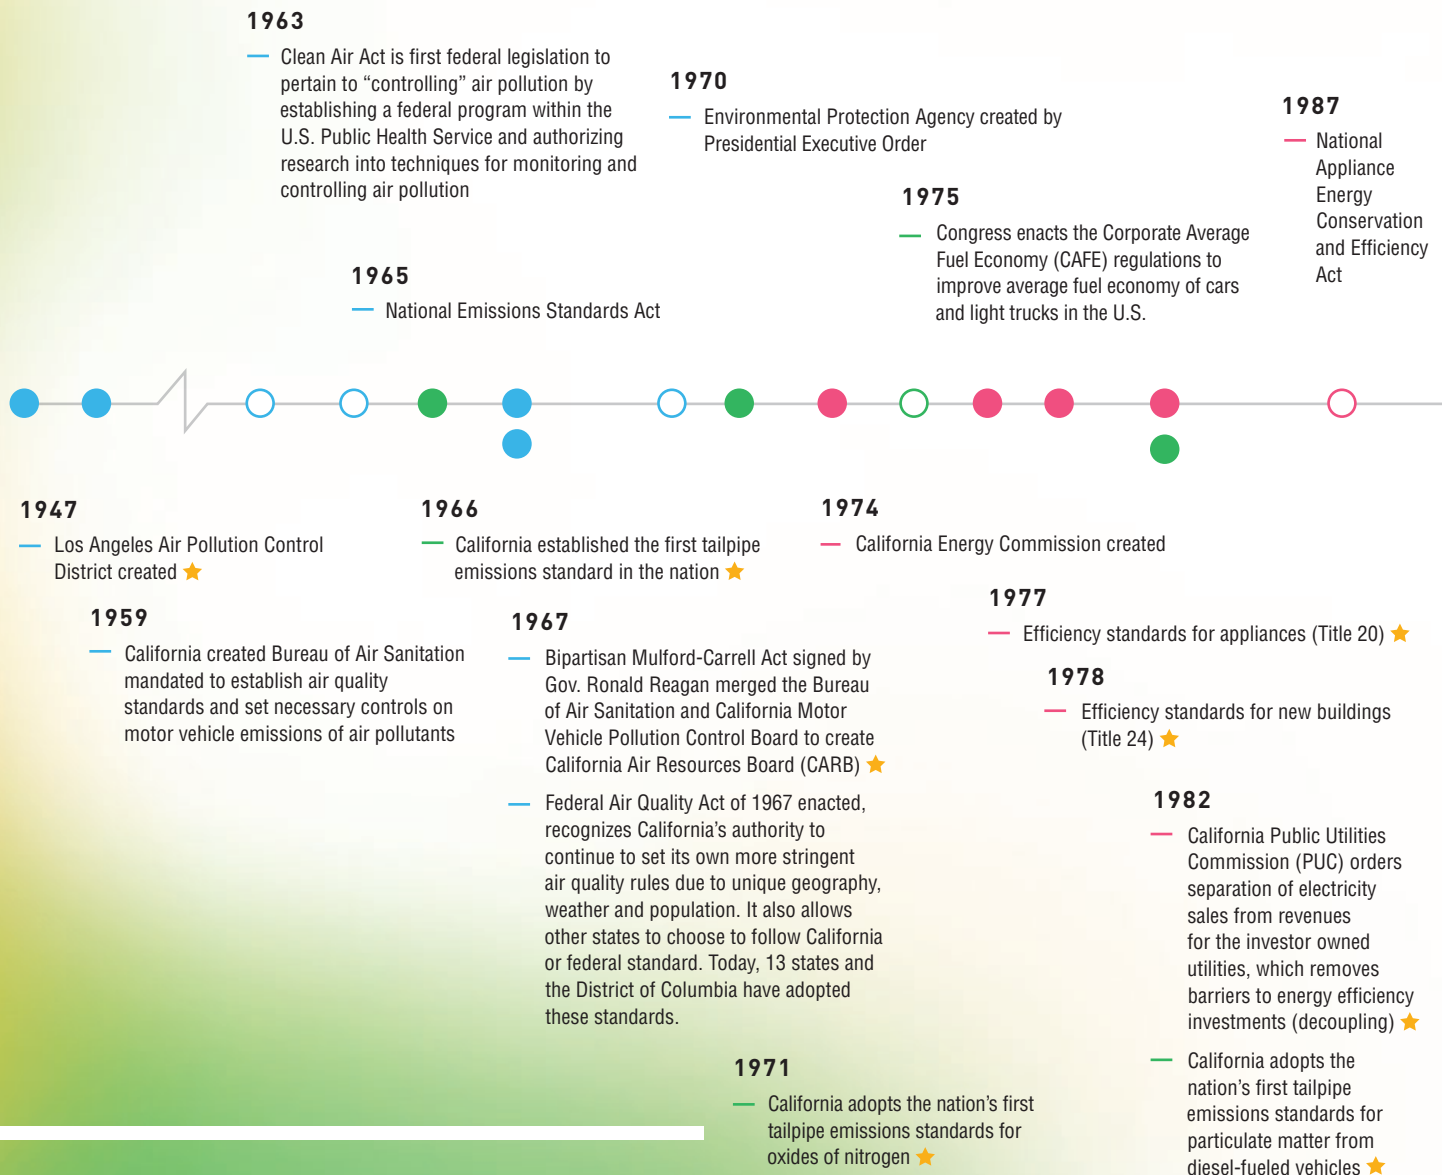 1963
Clean Air Act is first federal legislation to
pertain to “controlling” air pollution by
establishing a federal program within the
U.S. Public Health Service and authorizing
research into techniques for monitoring and
controlling air pollution
1965
National Emissions Standards Act
1970
Environmental Protection Agency created by
Presidential Executive Order
1975
Congress enacts the Corporate Average
Fuel Economy (CAFE) regulations to
improve average fuel economy of cars
and light trucks in the U.S.
1987
National
Appliance
Energy
Conservation
and Efficiency
Act
1947
Los Angeles Air Pollution Control
District created
1959
California created Bureau of Air Sanitation
mandated to establish air quality
standards and set necessary controls on
motor vehicle emissions of air pollutants
1966
California established the first tailpipe
emissions standard in the nation
1967
Bipartisan Mulford-Carrell Act signed by
Gov. Ronald Reagan merged the Bureau
of Air Sanitation and California Motor
Vehicle Pollution Control Board to create
California Air Resources Board (CARB)
Federal Air Quality Act of 1967 enacted,
recognizes California’s authority to
continue to set its own more stringent
air quality rules due to unique geography,
weather and population. It also allows
other states to choose to follow California
or federal standard. Today, 13 states and
the District of Columbia have adopted
these standards.
1971
California adopts the nation’s first
tailpipe emissions standards for
oxides of nitrogen
1974
California Energy Commission created
1977
Efficiency standards for appliances (Title 20)
1978
Efficiency standards for new buildings
(Title 24)
1982
California Public Utilities
Commission (PUC) orders
separation of electricity
sales from revenues
for the investor owned
utilities, which removes
barriers to energy efficiency
investments (decoupling)
California adopts the
nation’s first tailpipe
emissions standards for
particulate matter from
diesel-fueled vehicles